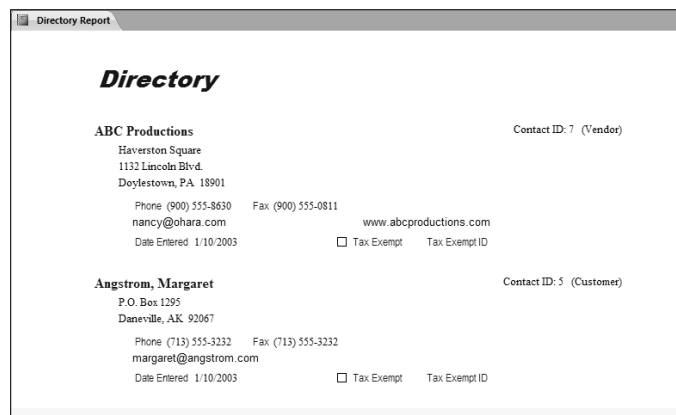 Directory Report
Directory
ABC Productions Contact ID: 7 (Vendor)
Haverston Square
1132 Lincoln Blvd.
Doylestown, PA 18901
Phone (900) 555-8630 Fax (900) 555-0811
nancy@ohara.com www.abcproductions.com
Date Entered 1/10/2003 Tax Exempt Tax Exempt ID
Angstrom, Margaret Contact ID: 5 (Customer)
P.O. Box 1295
Daneville, AK 92067
Phone (713) 555-3232 Fax (713) 555-3232
margaret@angstrom.com
Date Entered 1/10/2003 Tax Exempt Tax Exempt ID